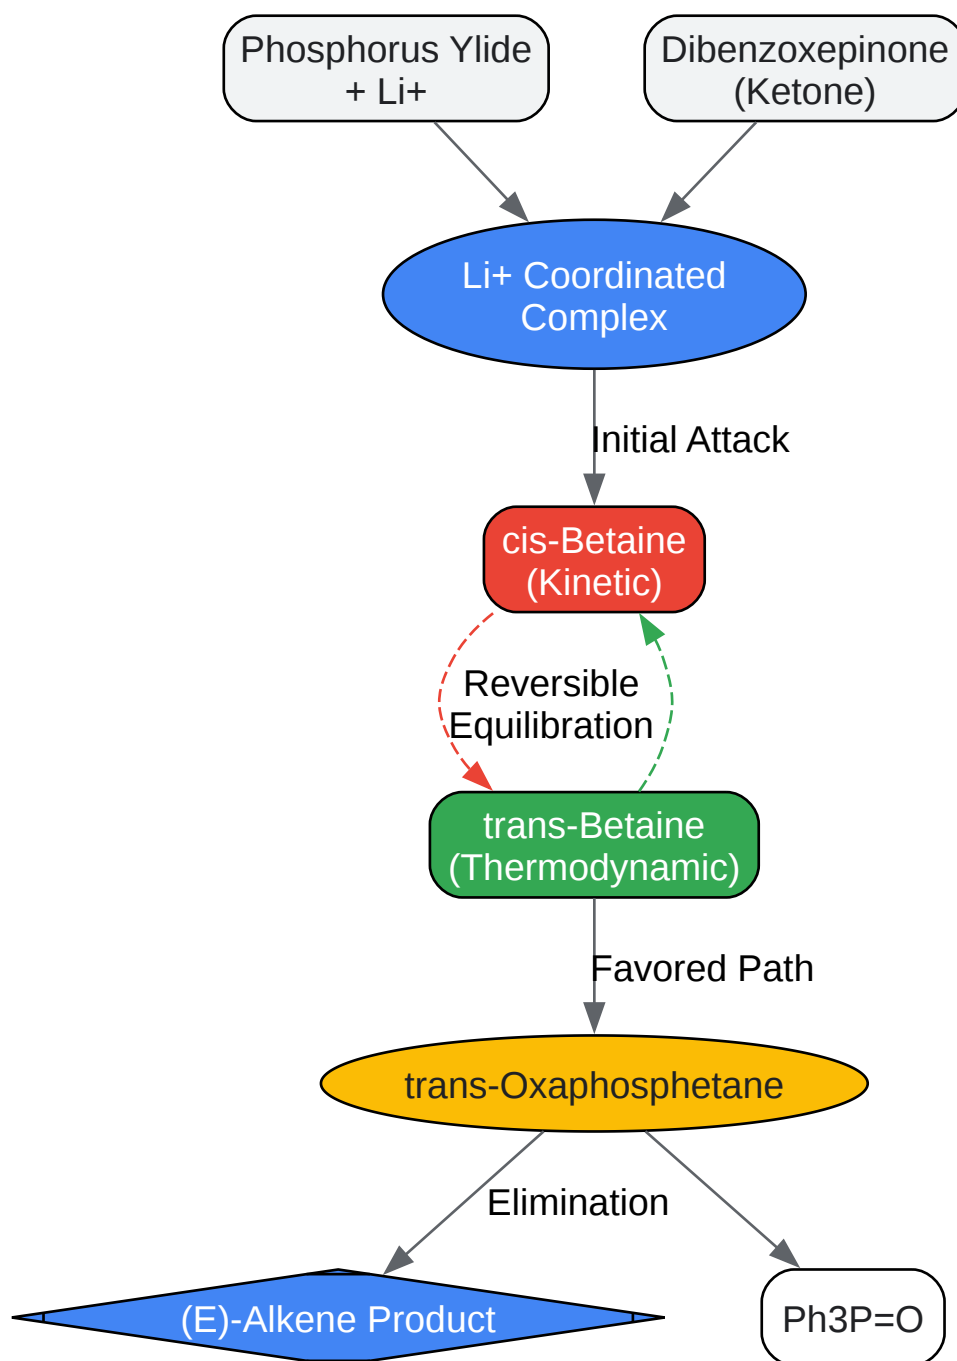 Phosphorus Ylide
+ Li+
Dibenzoxepinone
(Ketone)
Li+ Coordinated
Complex
Initial Attack
cis-Betaine
(Kinetic)
Reversible
Equilibration
trans-Betaine
(Thermodynamic)
Favored Path
trans-Oxaphosphetane
Elimination
(E)-Alkene Product
Ph3P=O